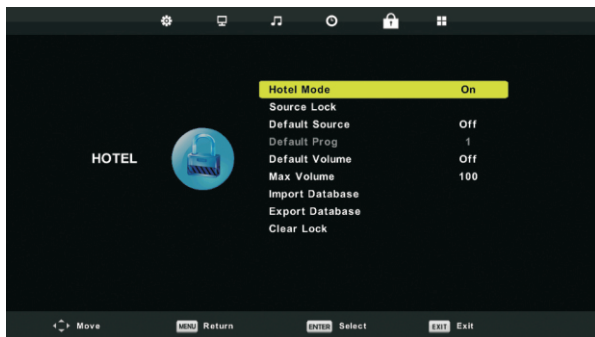 Hotel Mode On
Source Lock
Default Source Off
Default Prog 1
HOTEL
Default Volume Off
Max Volume 100
Import Database
Export Database
Clear Lock
Move MENU Return ENTER Select EXIT Exit